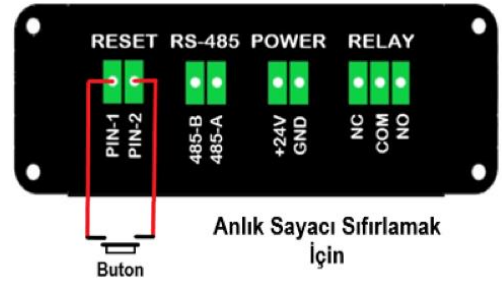 RESET RS-485 POWER RELAY
PIN-1 PIN-2 485-B 485-A +24V GND NC COM NO
Anlık Sayacı Sıfırlamak
İçin
Buton